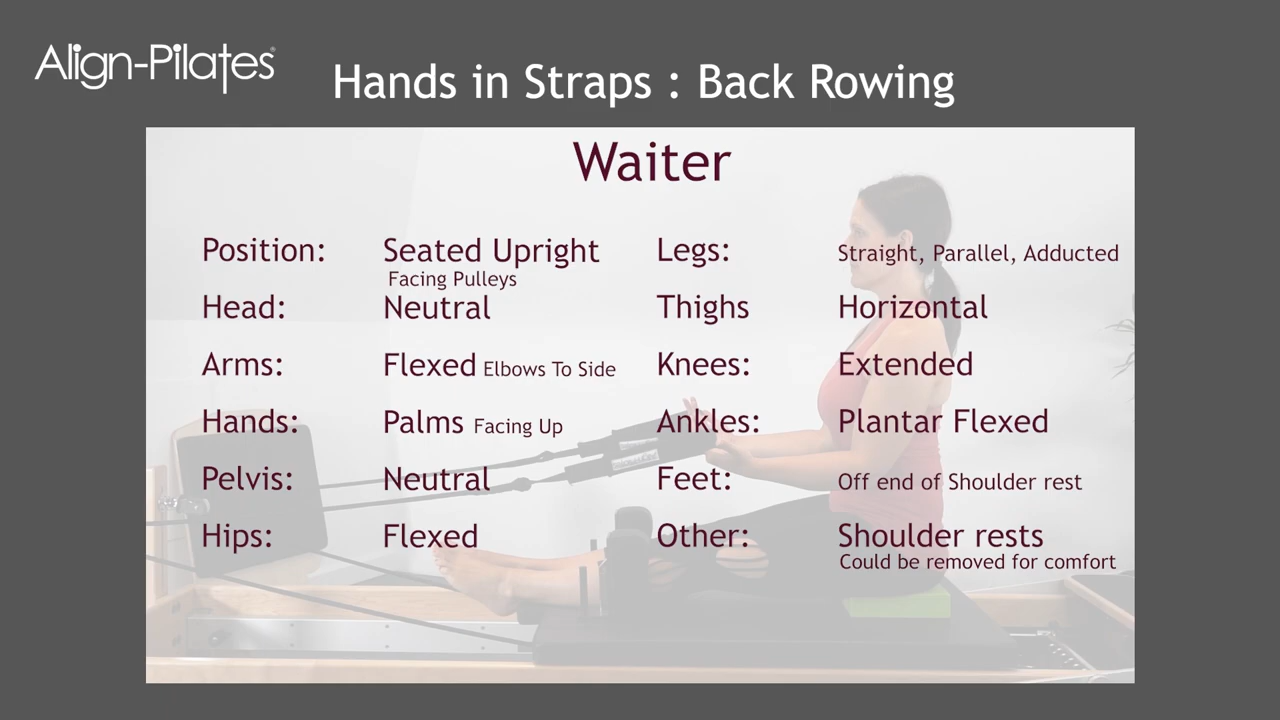 Align-Pilates®
Hands in Straps : Back Rowing
Waiter
Position: Seated Upright
Facing Pulleys
Head: Neutral
Arms: Flexed Elbows To Side
Hands: Palms Facing Up
Pelvis: Neutral
Hips: Flexed
Legs: Straight, Parallel, Adducted
Thighs Horizontal
Knees: Extended
Ankles: Plantar Flexed
Feet: Off end of Shoulder rest
Other: Shoulder rests
Could be removed for comfort